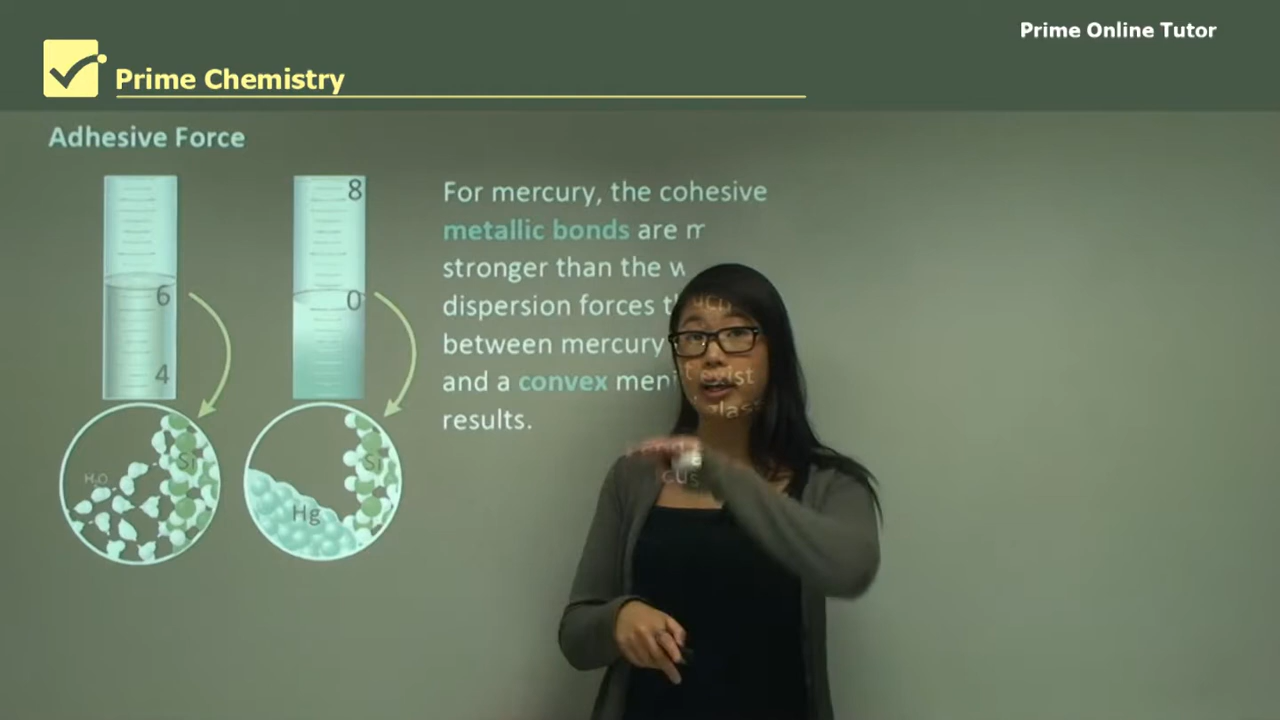 Prime Online Tutor
Prime Chemistry
Adhesive Force
8
6
0
4
Si
H₂O
Si
Hg
For mercury, the cohesive
metallic bonds are
stronger than the
dispersion forces
between mercury
and a convex
results.